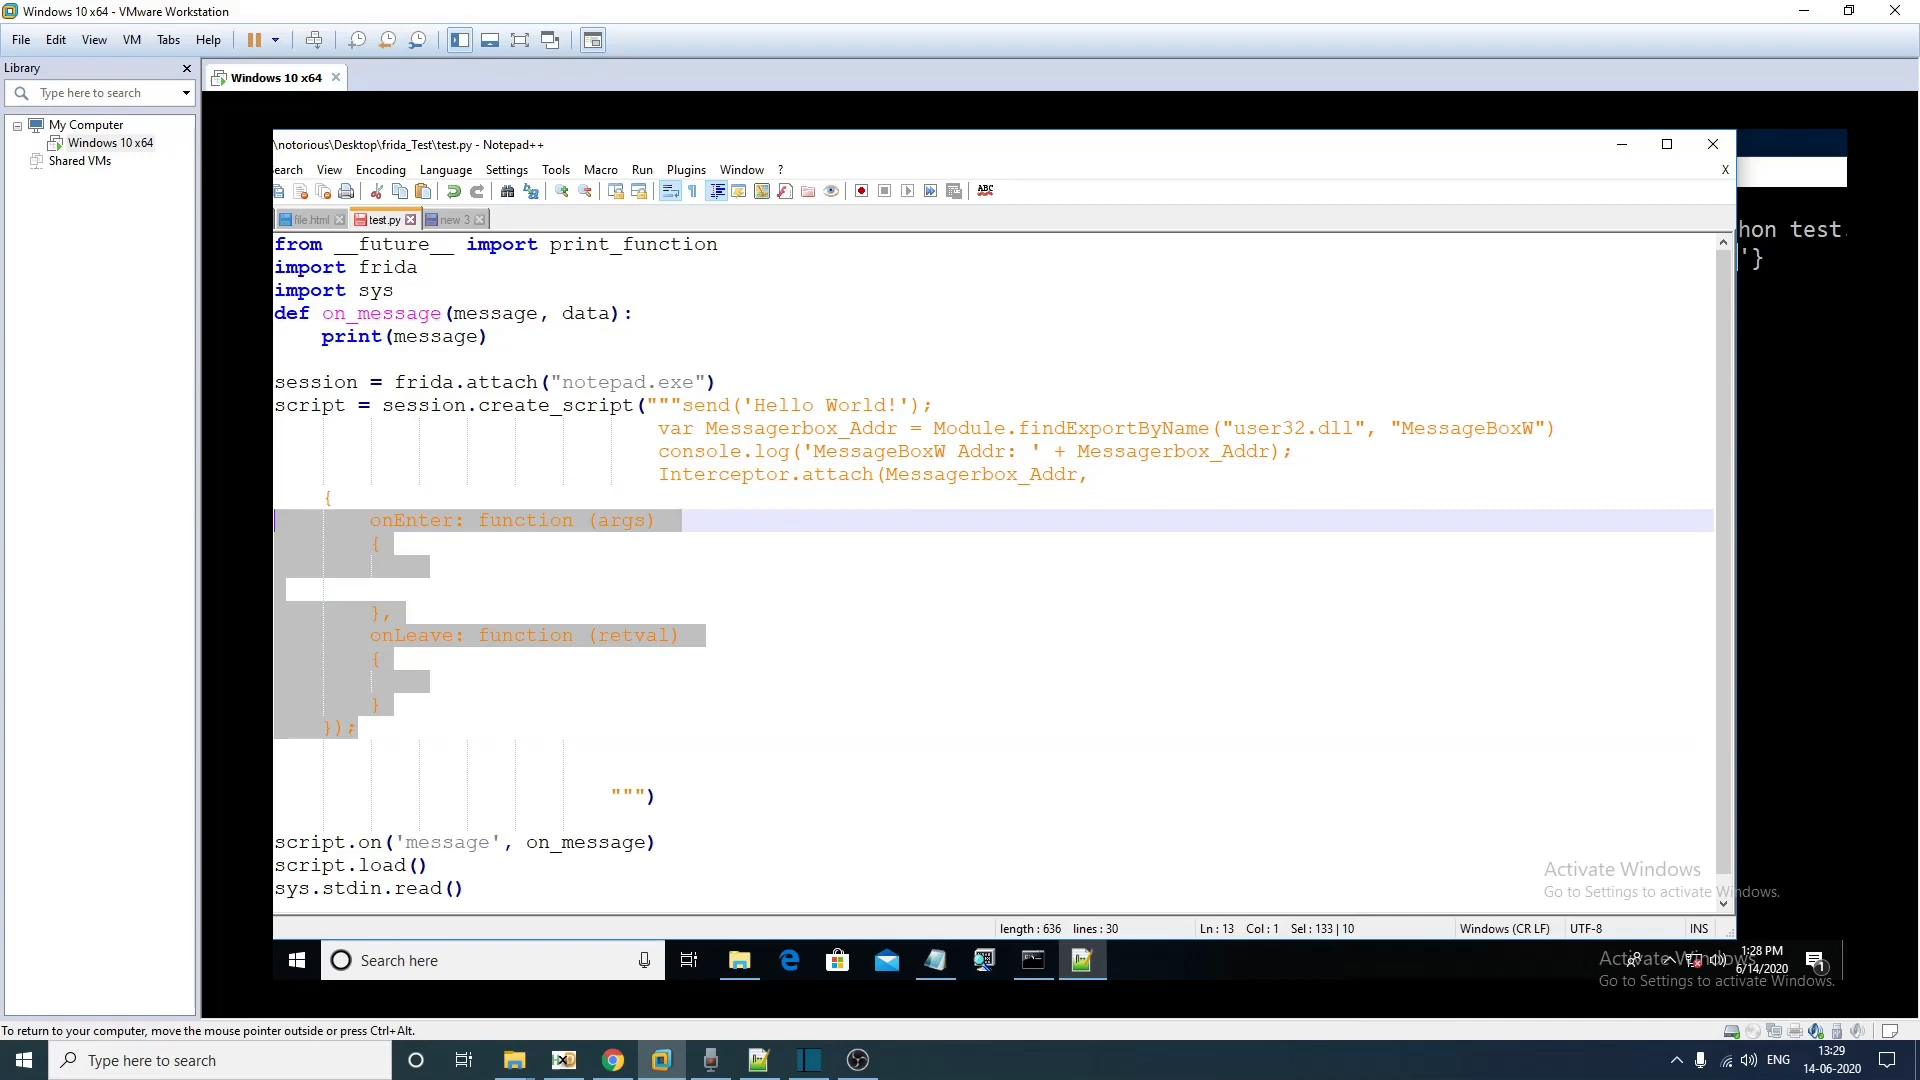 Windows 10 x64 - VMware Workstation
File Edit View VM Tabs Help
Library
Windows 10 x64
Type here to search
My Computer
Windows 10 x64
Shared VMs
\notorious\Desktop\frida_Test\test.py - Notepad++
earch View Encoding Language Settings Tools Macro Run Plugins Window ? X
ABC
file.html test.py new 3
from __future__ import print_function
import frida
import sys
def on_message(message, data):
print(message)
session = frida.attach("notepad.exe")
script = session.create_script("""send('Hello World!');
var Messagerbox_Addr = Module.findExportByName("user32.dll", "MessageBoxW")
console.log('MessageBoxW Addr: ' + Messagerbox_Addr);
Interceptor.attach(Messagerbox_Addr,
{
onEnter: function (args)
{
},
onLeave: function (retval)
{
}
});
""")
script.on('message', on_message)
script.load()
sys.stdin.read()
hon test.
'}
Activate Windows
Go to Settings to activate Windows.
length : 636 lines : 30 Ln : 13 Col : 1 Sel : 133 | 10 Windows (CR LF) UTF-8 INS
Search here
1:28 PM
6/14/2020
1
Activate Windows
Go to Settings to activate Windows.
To return to your computer, move the mouse pointer outside or press Ctrl+Alt.
Type here to search
ENG
13:29
14-06-2020